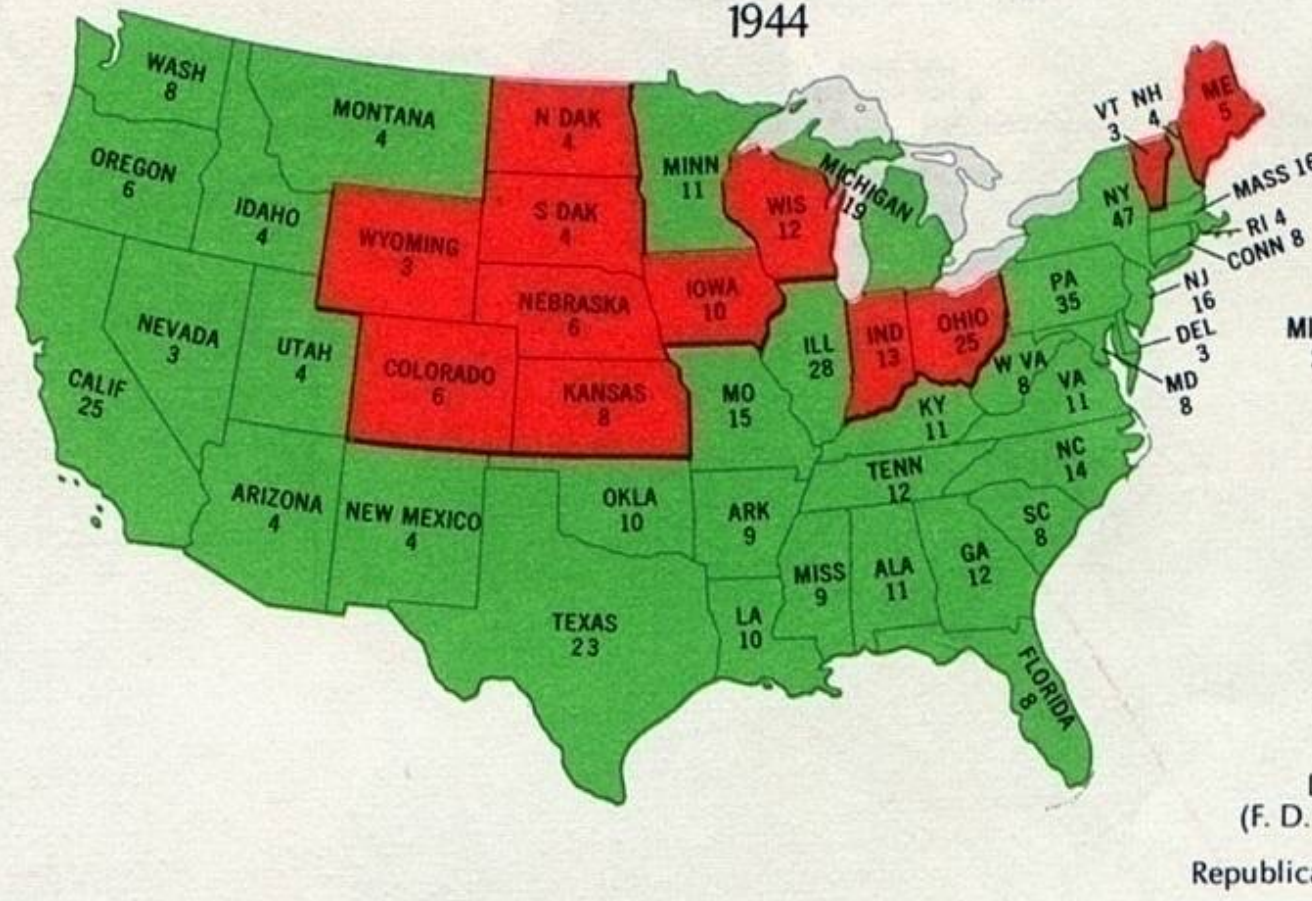 1944
WASH
8
MONTANA
4
N DAK
4
MINN
11
OREGON
6
IDAHO
4
WYOMING
3
S DAK
4
WIS
12
MICHIGAN
19
VT
3
NH
4
ME
5
NY
47
MASS 16
RI 4
CONN 8
NEVADA
3
UTAH
4
COLORADO
6
NEBRASKA
6
IOWA
10
ILL
28
IND
13
OHIO
25
PA
35
NJ
16
DEL
3
MD
8
CALIF
25
KANSAS
8
MO
15
KY
11
W VA
8
VA
11
ARIZONA
4
NEW MEXICO
4
OKLA
10
ARK
9
TENN
12
NC
14
SC
8
TEXAS
23
LA
10
MISS
9
ALA
11
GA
12
FLORIDA
8
(F. D.